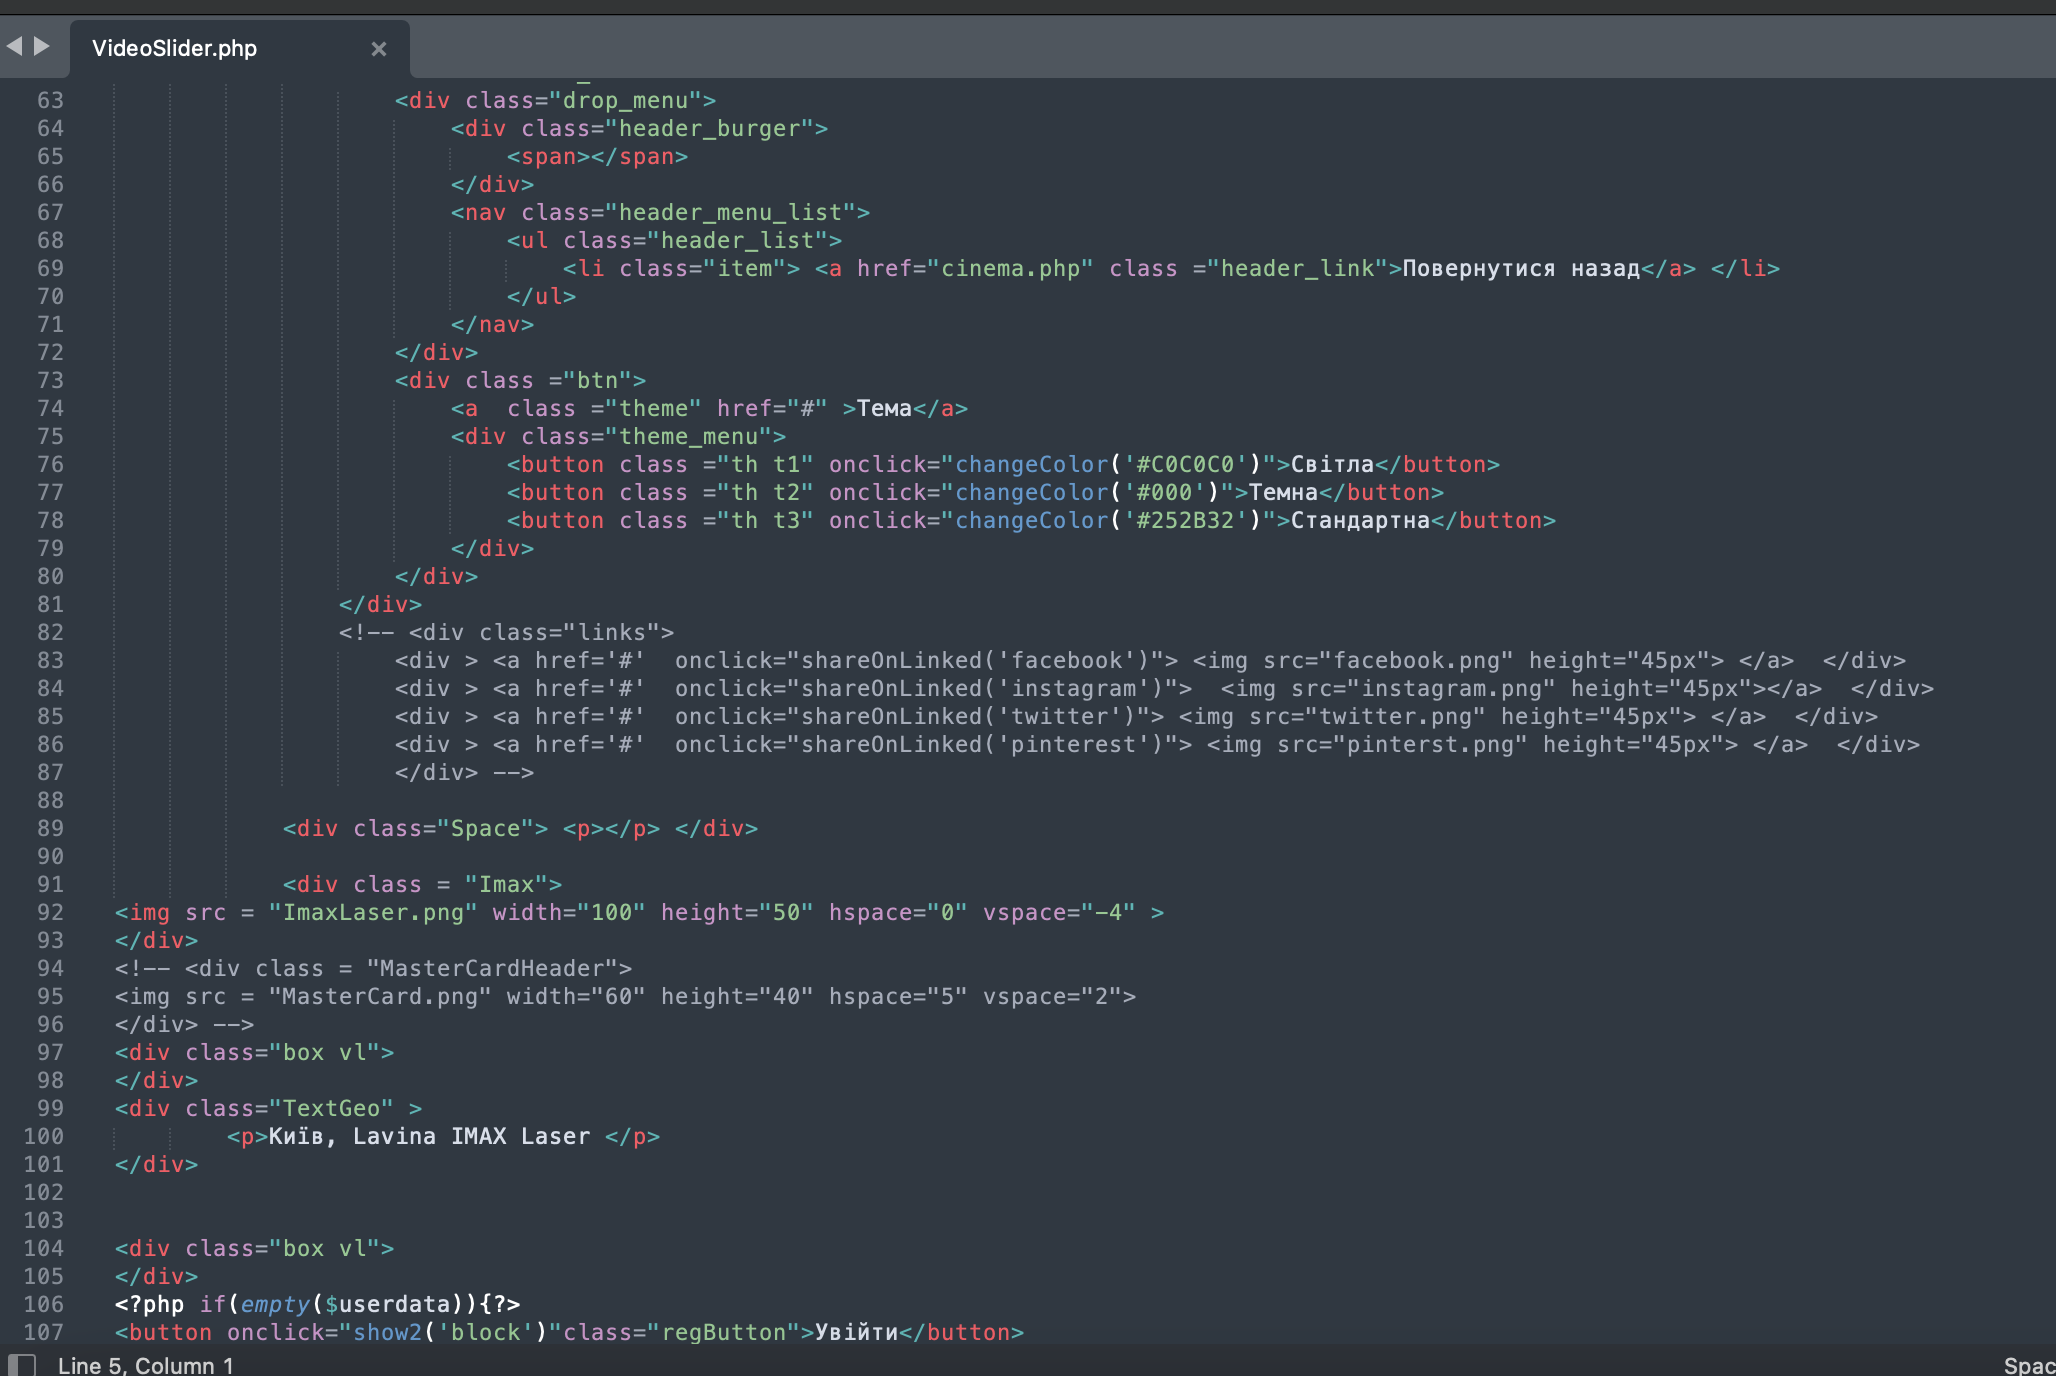 VideoSlider.php ×
63 <div class="drop_menu">
64 <div class="header_burger">
65 <span></span>
66 </div>
67 <nav class="header_menu_list">
68 <ul class="header_list">
69 <li class="item"> <a href="cinema.php" class ="header_link">Повернутися назад</a> </li>
70 </ul>
71 </nav>
72 </div>
73 <div class ="btn">
74 <a  class ="theme" href="#" >Тема</a>
75 <div class="theme_menu">
76 <button class ="th t1" onclick="changeColor('#C0C0C0')">Світла</button>
77 <button class ="th t2" onclick="changeColor('#000')">Темна</button>
78 <button class ="th t3" onclick="changeColor('#252B32')">Стандартна</button>
79 </div>
80 </div>
81 </div>
82 <!-- <div class="links">
83 <div > <a href='#'  onclick="shareOnLinked('facebook')"> <img src="facebook.png" height="45px"> </a>  </div>
84 <div > <a href='#'  onclick="shareOnLinked('instagram')">  <img src="instagram.png" height="45px"></a>  </div>
85 <div > <a href='#'  onclick="shareOnLinked('twitter')"> <img src="twitter.png" height="45px"> </a>  </div>
86 <div > <a href='#'  onclick="shareOnLinked('pinterest')"> <img src="pinterst.png" height="45px"> </a>  </div>
87 </div> -->
88
89 <div class="Space"> <p></p> </div>
90
91 <div class = "Imax">
92 <img src = "ImaxLaser.png" width="100" height="50" hspace="0" vspace="-4" >
93 </div>
94 <!-- <div class = "MasterCardHeader">
95 <img src = "MasterCard.png" width="60" height="40" hspace="5" vspace="2">
96 </div> -->
97 <div class="box vl">
98 </div>
99 <div class="TextGeo" >
100 <p>Київ, Lavina IMAX Laser </p>
101 </div>
102
103
104 <div class="box vl">
105 </div>
106 <?php if(empty($userdata)){?>
107 <button onclick="show2('block')"class="regButton">Увійти</button>
Line 5, Column 1